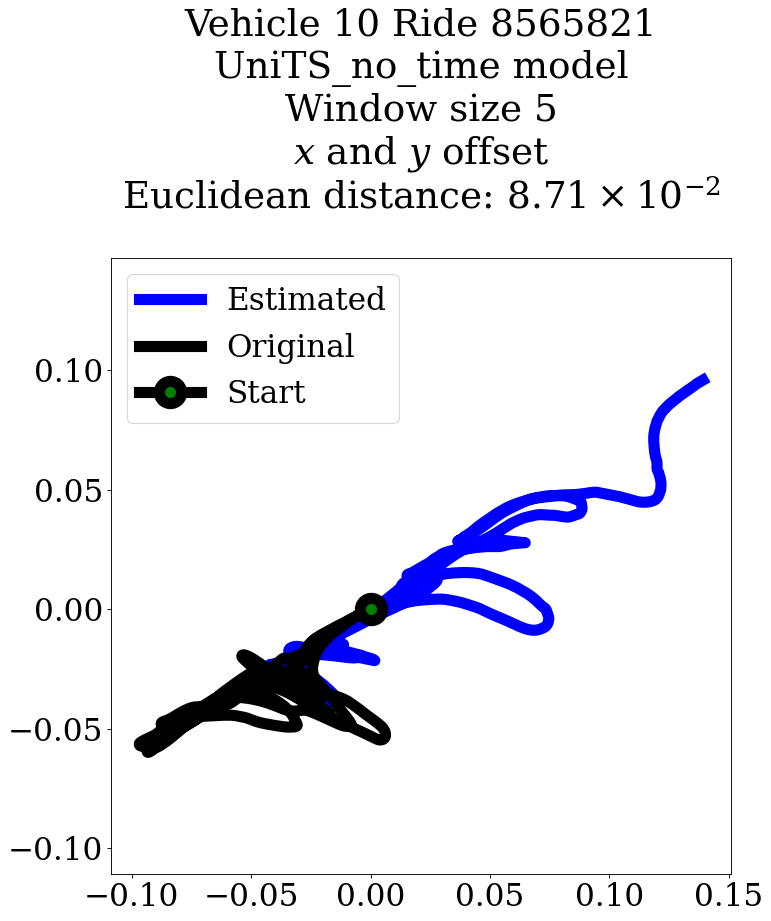 Vehicle 10 Ride 8565821
UniTS_no_time model
Window size 5
x and y offset
Euclidean distance: 8.71 × 10⁻²
Estimated
Original
Start
0.10
0.05
0.00
−0.05
−0.10
−0.10 −0.05 0.00 0.05 0.10 0.15